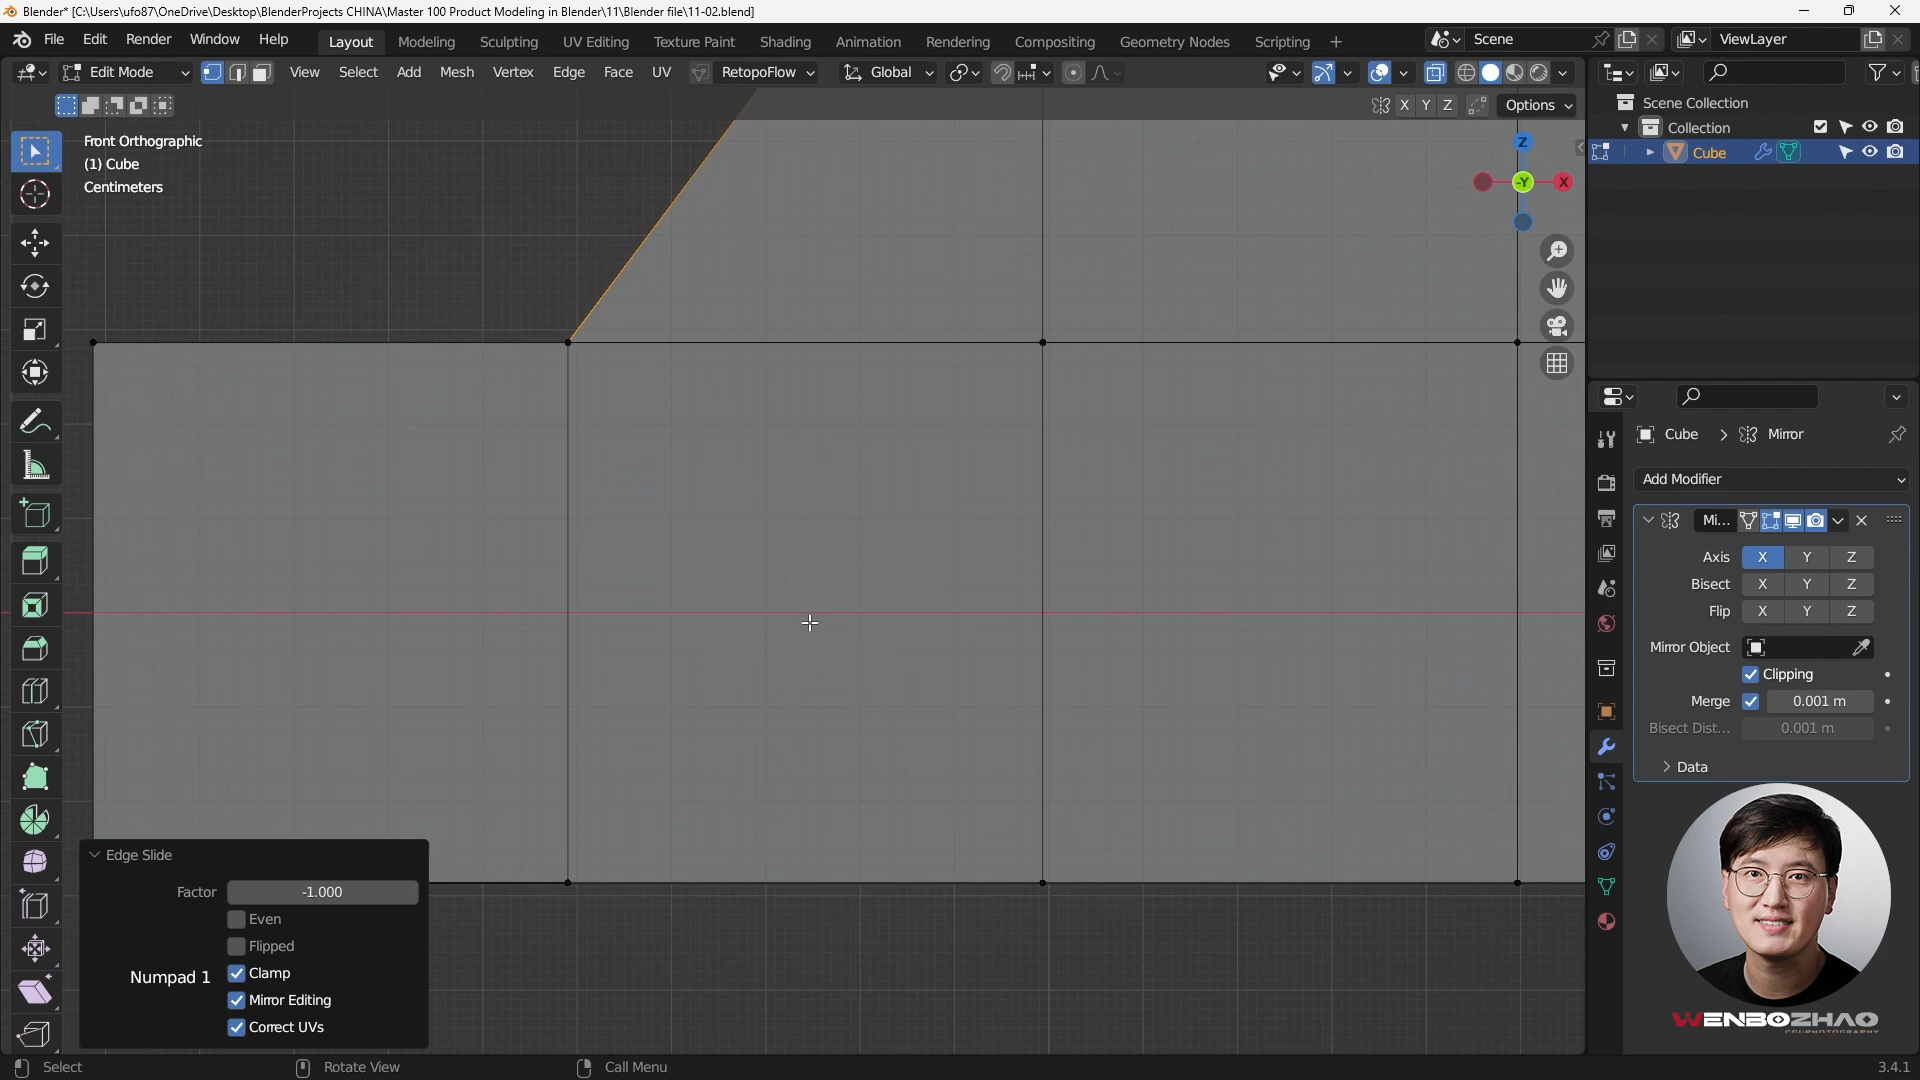 Blender* [C:\Users\ufo87\OneDrive\Desktop\BlenderProjects CHINA\Master 100 Product Modeling in Blender\11\Blender file\11-02.blend]
File Edit Render Window Help Layout Modeling Sculpting UV Editing Texture Paint Shading Animation Rendering Compositing Geometry Nodes Scripting + Scene ViewLayer
Edit Mode View Select Add Mesh Vertex Edge Face UV RetopoFlow Global
X Y Z Options
Scene Collection
Collection
Cube
Front Orthographic
(1) Cube
Centimeters
Z
-Y X
Cube > Mirror
Add Modifier
Mi...
Axis X Y Z
Bisect X Y Z
Flip X Y Z
Mirror Object
Clipping
Merge 0.001 m
Bisect Dist... 0.001 m
Data
Edge Slide
Factor -1.000
Even
Flipped
Numpad 1
Clamp
Mirror Editing
Correct UVs
WENBOZHAO
Select Rotate View Call Menu 3.4.1